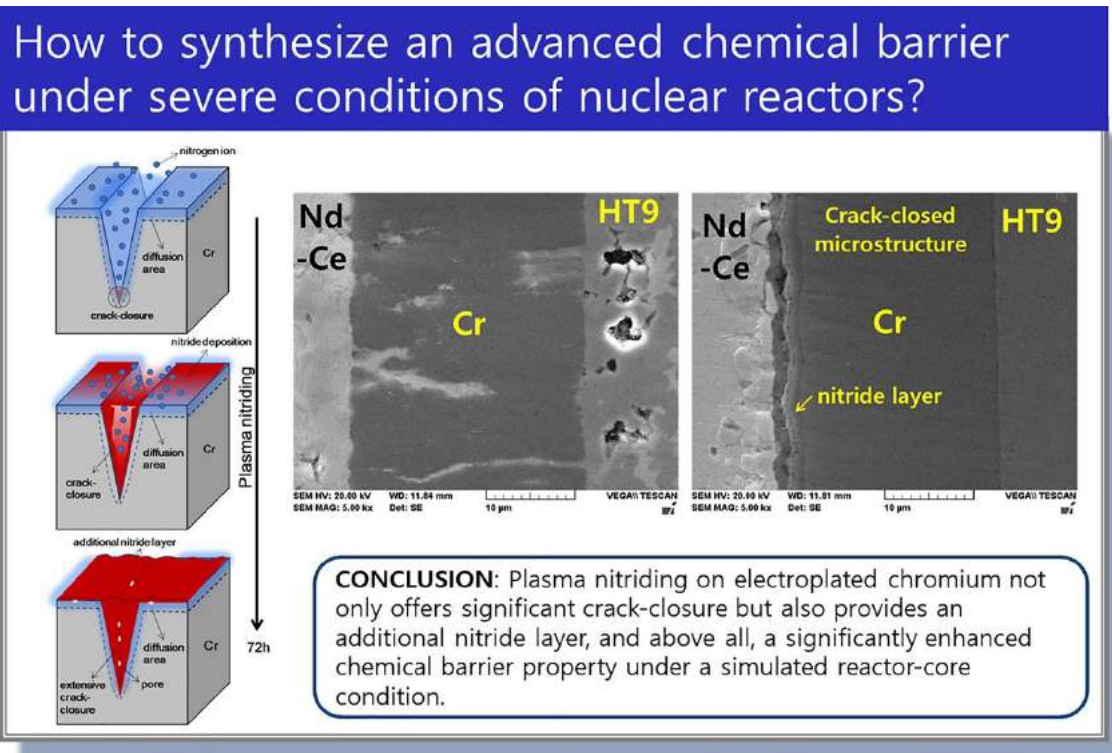 How to synthesize an advanced chemical barrier
under severe conditions of nuclear reactors?
nitrogen ion
diffusion
area
Cr
crack-closure
nitride deposition
diffusion
area
Cr
crack-
closure
additional nitride layer
diffusion
area
Cr
extensive
crack-
closure
pore
Plasma nitriding
72h
Nd
-Ce
Cr
HT9
SEM HV: 20.00 kV WD: 11.84 mm VEGA\\ TESCAN
SEM MAG: 5.00 kx Det: SE 10 µm
Nd
-Ce
Crack-closed
microstructure
HT9
Cr
nitride layer
SEM HV: 20.00 kV WD: 11.81 mm VEGA\\ TESCAN
SEM MAG: 5.00 kx Det: SE 10 µm
CONCLUSION: Plasma nitriding on electroplated chromium not
only offers significant crack-closure but also provides an
additional nitride layer, and above all, a significantly enhanced
chemical barrier property under a simulated reactor-core
condition.